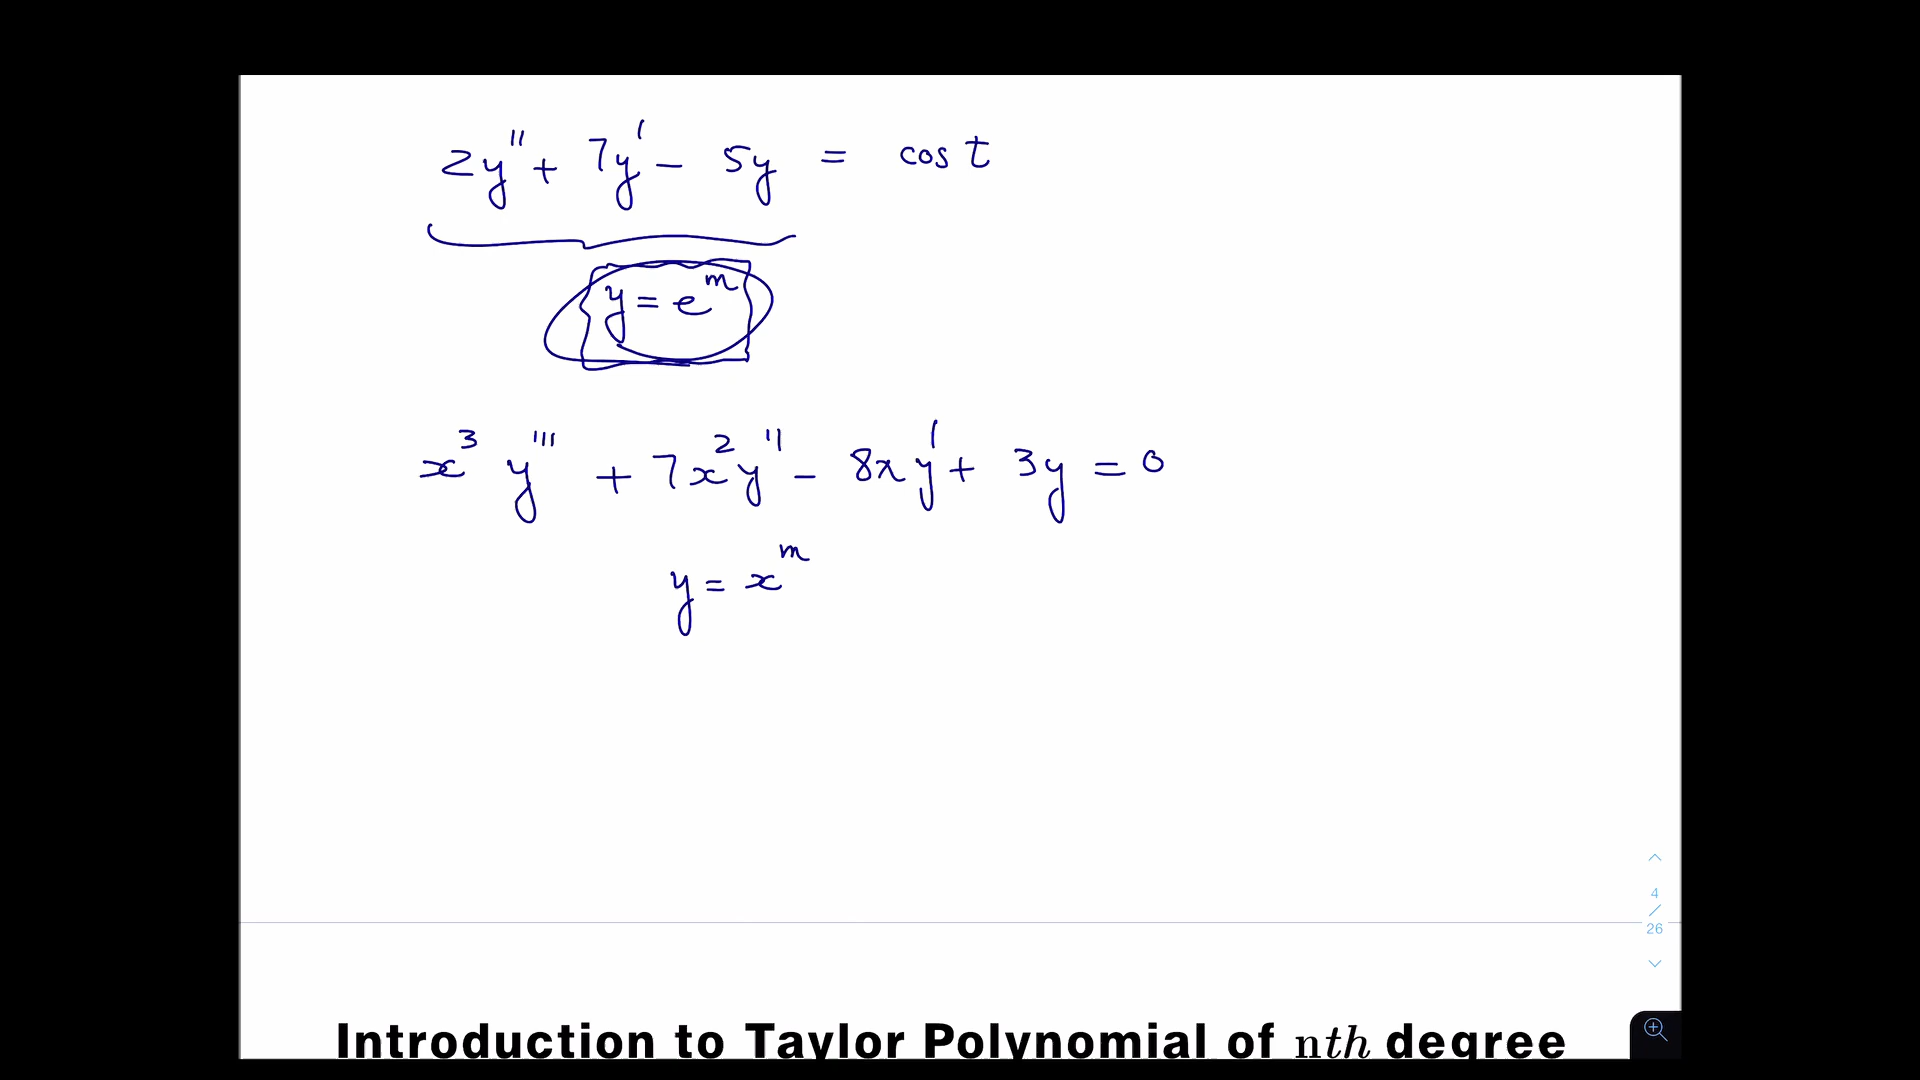 2y'' + 7y' - 5y = cos t
y = e^m
x^3 y''' + 7x^2 y'' - 8x y' + 3y = 0
y = x^m
4
/
26
Introduction to Taylor Polynomial of nth degree